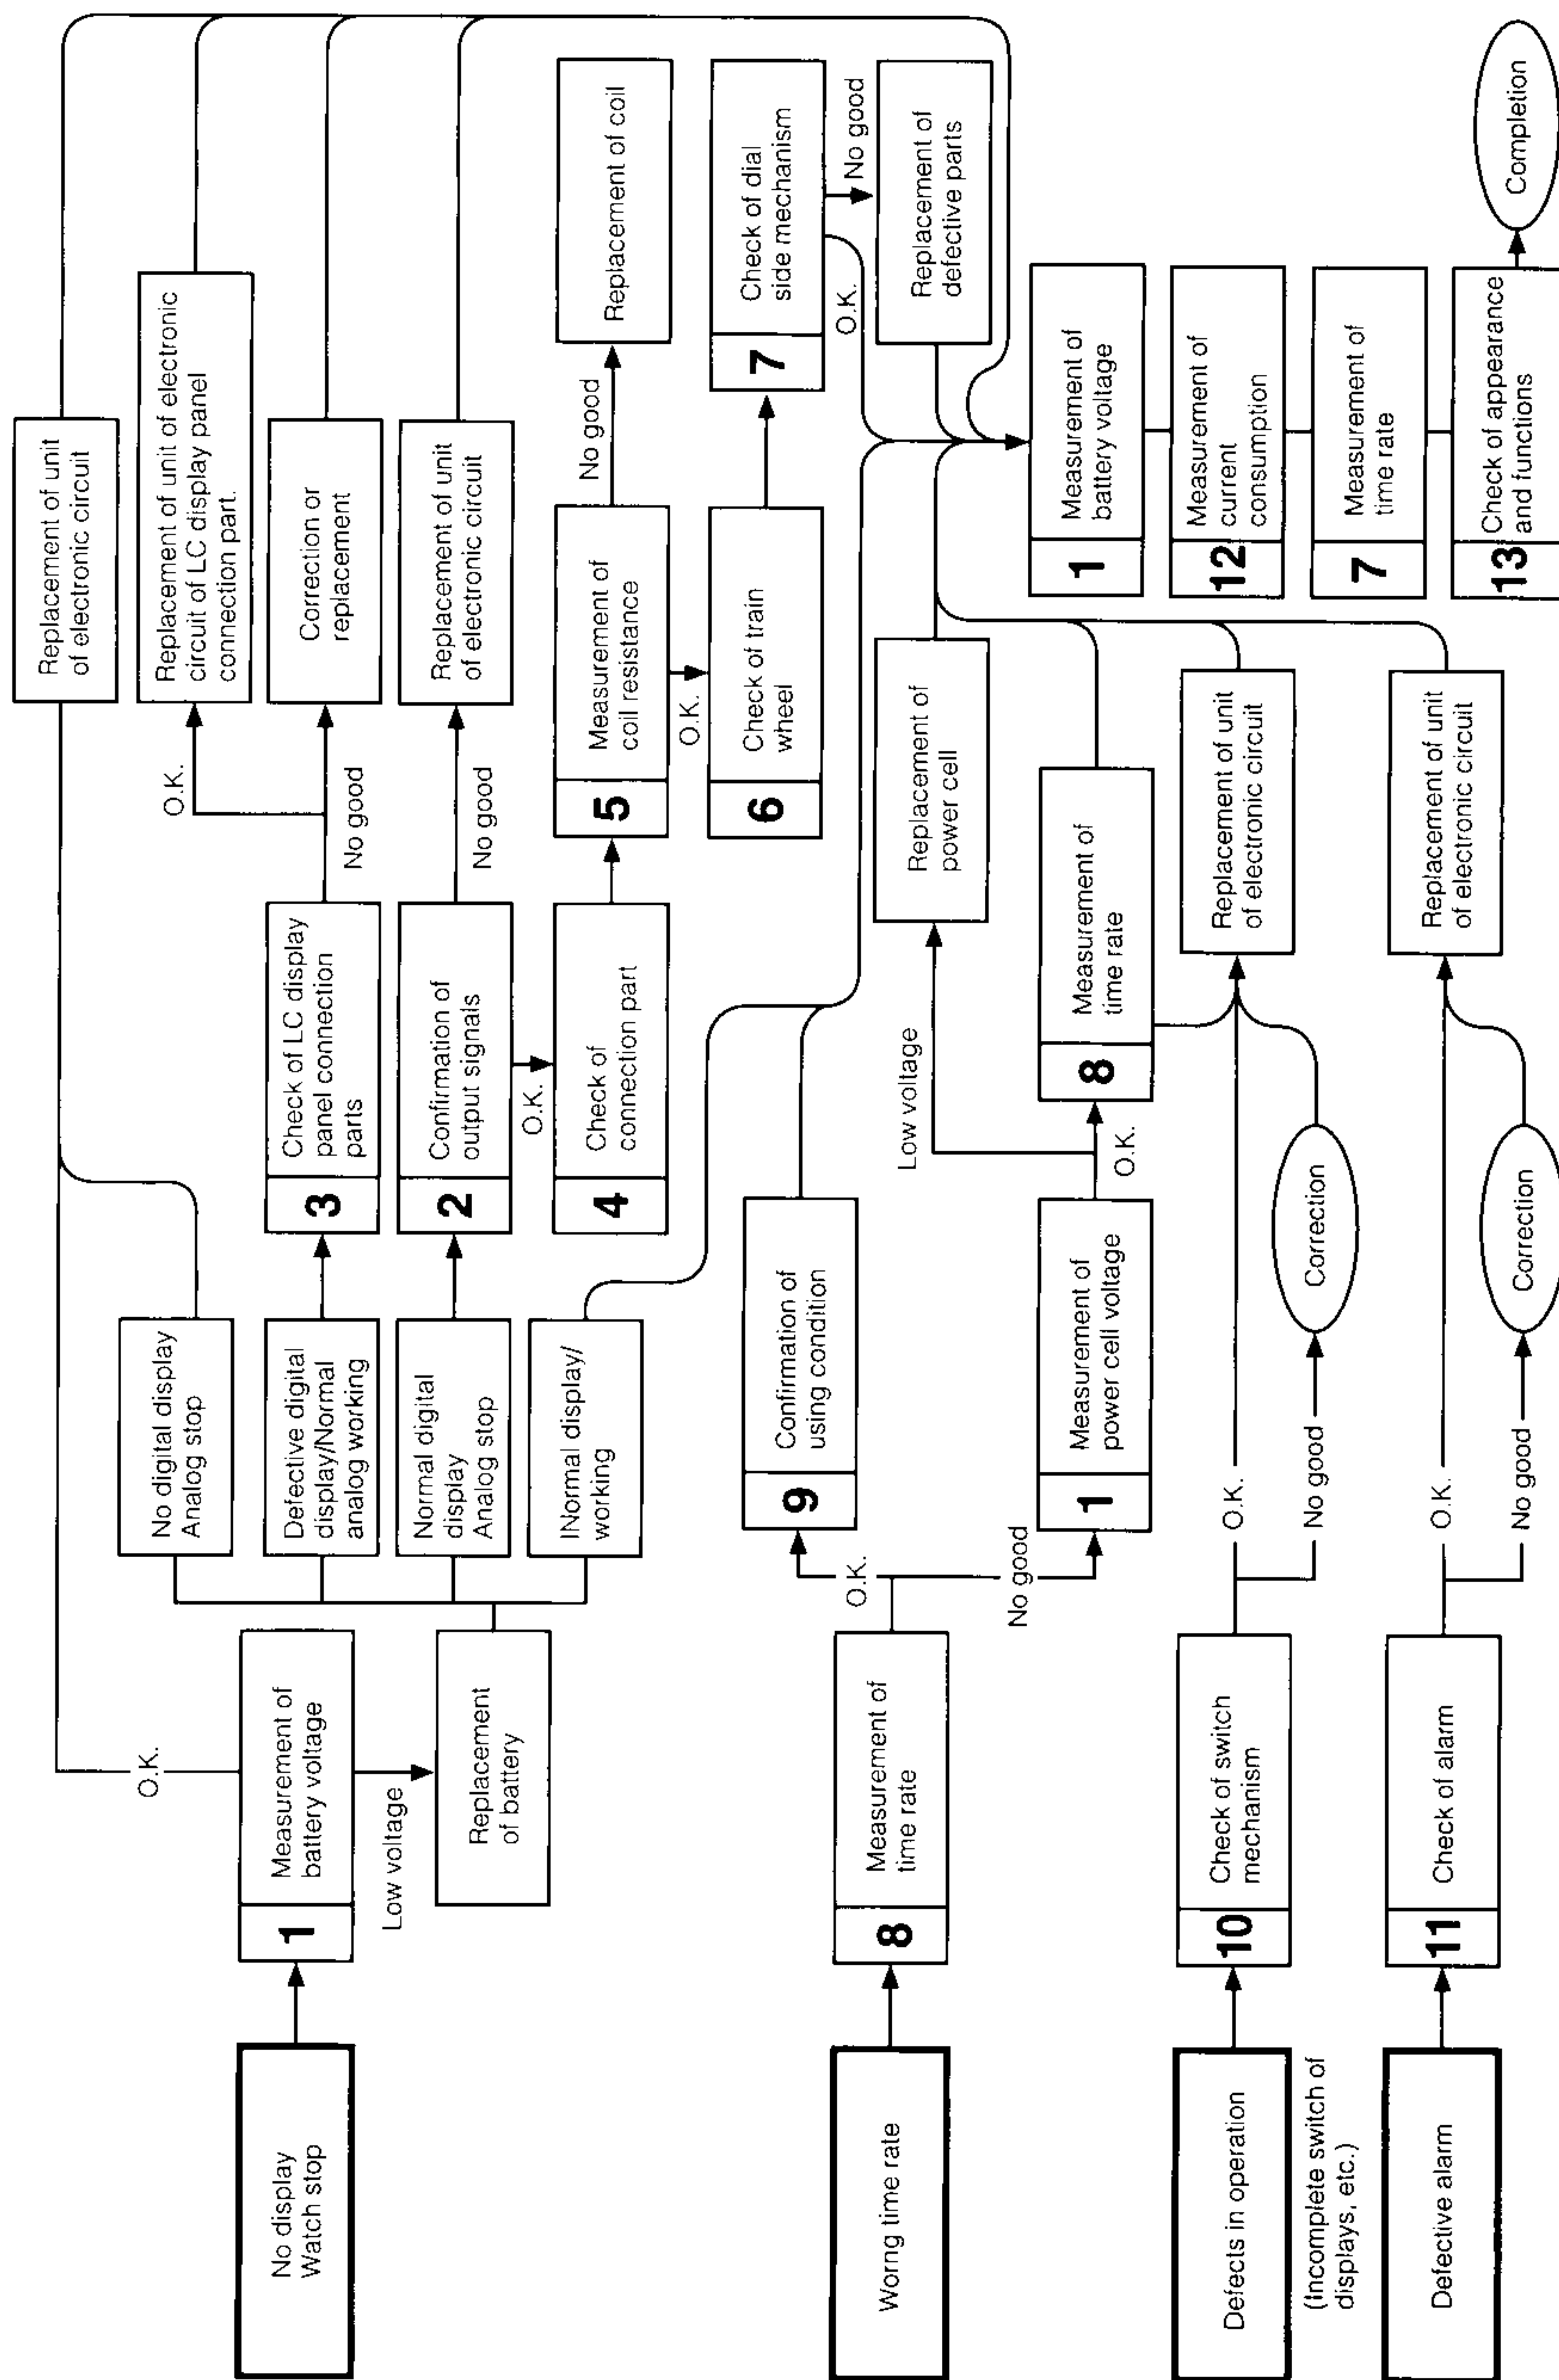 No display
Watch stop
1
Measurement of
battery voltage
O.K.
Low voltage
Replacement
of battery
No digital display
Analog stop
Defective digital
display/Normal
analog working
Normal digital
display
Analog stop
INormal display/
working
3
Check of LC display
panel connection
parts
O.K.
No good
2
Confirmation of
output signals
No good
O.K.
4
Check of
connection part
Replacement of unit
of electronic circuit
Replacement of unit of electronic
circuit of LC display panel
connection part.
Correction or
replacement
Replacement of unit
of electronic circuit
5
Measurement of
coil resistance
No good
Replacement of coil
O.K.
6
Check of train
wheel
7
Check of dial
side mechanism
No good
O.K.
Replacement of
defective parts
Worng time rate
8
Measurement of
time rate
O.K.
No good
9
Confirmation of
using condition
1
Measurement of
power cell voltage
Low voltage
O.K.
Replacement of
power cell
8
Measurement of
time rate
Defects in operation
(Incomplete switch of
displays, etc.)
10
Check of switch
mechanism
O.K.
No good
Correction
Replacement of unit
of electronic circuit
Defective alarm
11
Check of alarm
O.K.
No good
Correction
Replacement of unit
of electronic circuit
1
Measurement of
battery voltage
12
Measurement of
current
consumption
7
Measurement of
time rate
13
Check of appearance
and functions
Completion